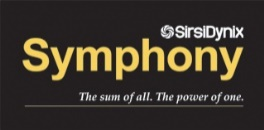 SirsiDynix
Symphony
The sum of all. The power of one.